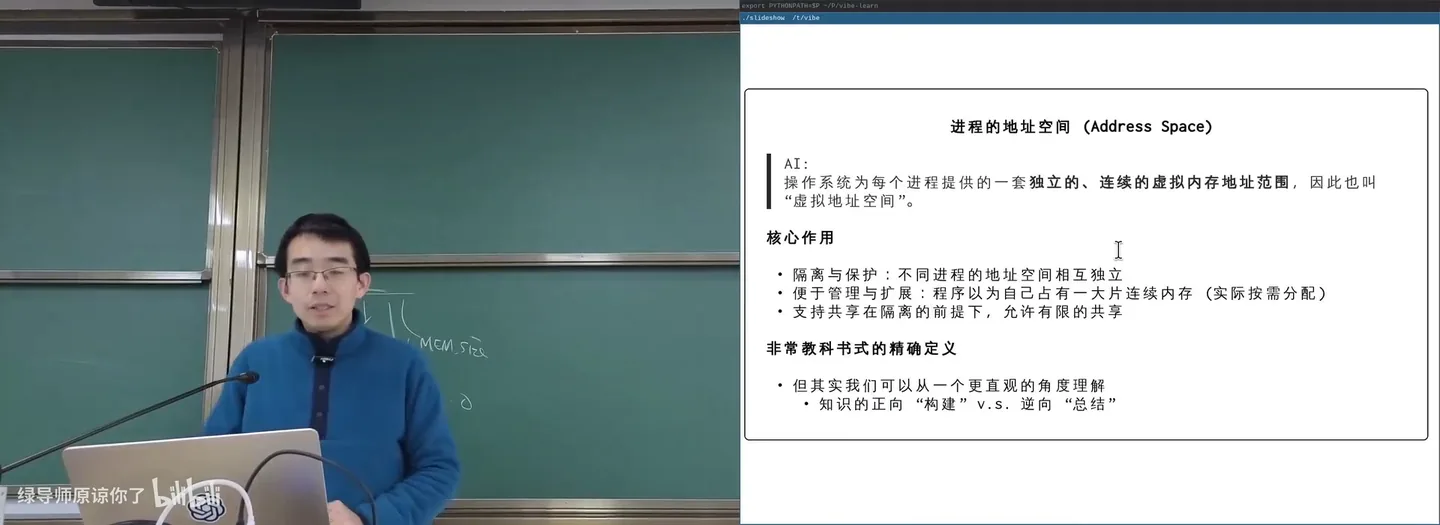 export PYTHONPATH=$P ~/P/vibe-learn
./slideshow /t/vibe
进程的地址空间 (Address Space)
AI:
操作系统为每个进程提供的一套独立的、连续的虚拟内存地址范围，因此也叫
“虚拟地址空间”。
核心作用
• 隔离与保护：不同进程的地址空间相互独立
• 便于管理与扩展：程序以为自己占有一大片连续内存 (实际按需分配)
• 支持共享在隔离的前提下，允许有限的共享
非常教科书式的精确定义
• 但其实我们可以从一个更直观的角度理解
• 知识的正向 “构建” v.s. 逆向 “总结”
MEM_SIZE
绿导师原谅你了 bilibili